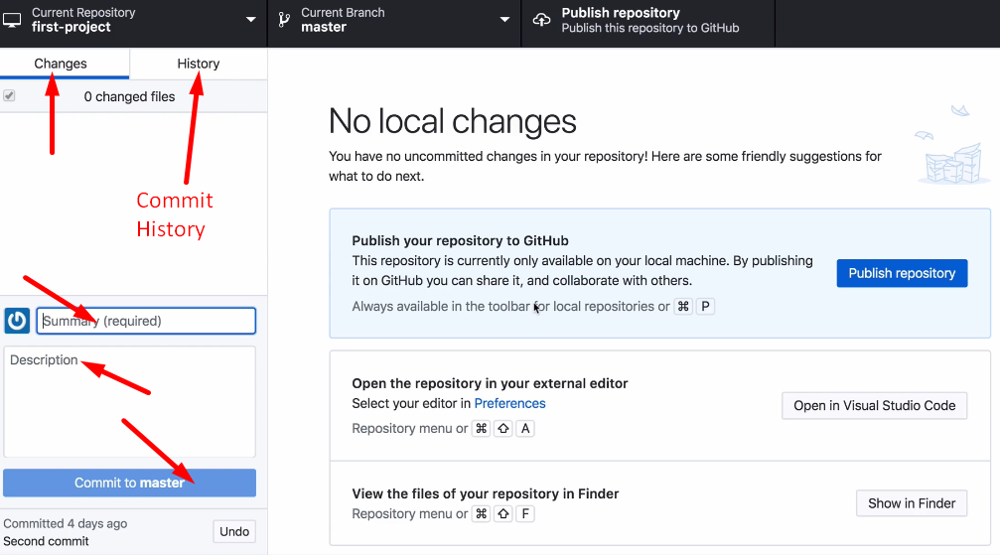 Current Repository
first-project
Current Branch
master
Publish repository
Publish this repository to GitHub
Changes
History
0 changed files
Commit
History
Summary (required)
Description
Commit to master
Committed 4 days ago
Second commit
Undo
No local changes
You have no uncommitted changes in your repository! Here are some friendly suggestions for
what to do next.
Publish your repository to GitHub
This repository is currently only available on your local machine. By publishing
it on GitHub you can share it, and collaborate with others.
Always available in the toolbar for local repositories or ⌘ P
Publish repository
Open the repository in your external editor
Select your editor in Preferences
Repository menu or ⌘ ⇧ A
Open in Visual Studio Code
View the files of your repository in Finder
Repository menu or ⌘ ⇧ F
Show in Finder